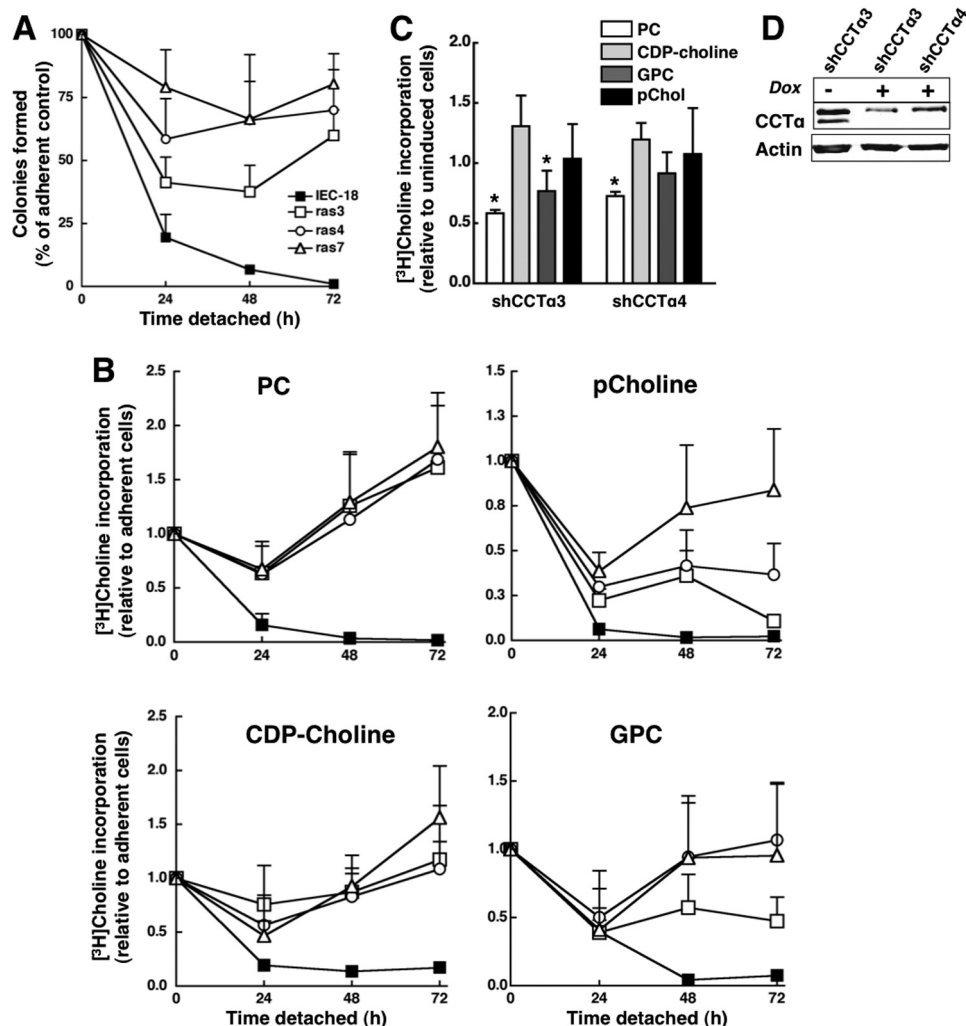 A
Colonies formed
(% of adherent control)
100
75
50
25
0
IEC-18
ras3
ras4
ras7
0 24 48 72
Time detached (h)
C
[³H]Choline incorporation
(relative to uninduced cells)
2.0
1.5
1.0
0.5
0.0
PC
CDP-choline
GPC
pChol
* * *
shCCTα3 shCCTα4
D
shCCTα3 shCCTα3 shCCTα4
Dox - + +
CCTα
Actin
B
PC
[³H]Choline incorporation
(relative to adherent cells)
2.5
2.0
1.5
1.0
0.5
0.0
0 24 48 72
pCholine
1.5
1.3
1.0
0.8
0.5
0.3
0.0
0 24 48 72
CDP-Choline
[³H]Choline incorporation
(relative to adherent cells)
2.5
2.0
1.5
1.0
0.5
0.0
0 24 48 72
Time detached (h)
GPC
2.0
1.5
1.0
0.5
0.0
0 24 48 72
Time detached (h)